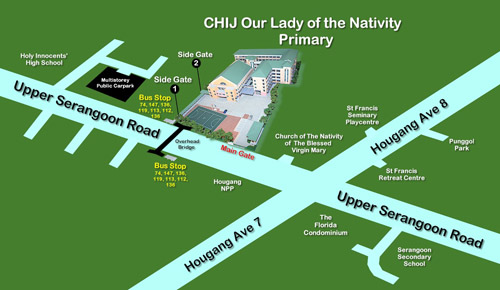 CHIJ Our Lady of the Nativity
Primary
Holy Innocents'
High School
Side Gate
2
Multistorey
Public Carpark
Side Gate
1
Bus Stop
74, 147, 136,
119, 113, 112,
136
Upper Serangoon Road
Overhead
Bridge
Main Gate
Bus Stop
74, 147, 136,
119, 113, 112,
136
Hougang
NPP
Church of The Nativity
of The Blessed
Virgin Mary
St Francis
Seminary
Playcentre
Hougang Ave 8
Punggol
Park
St Francis
Retreat Centre
Upper Serangoon Road
Hougang Ave 7
The
Florida
Condominium
Serangoon
Secondary
School